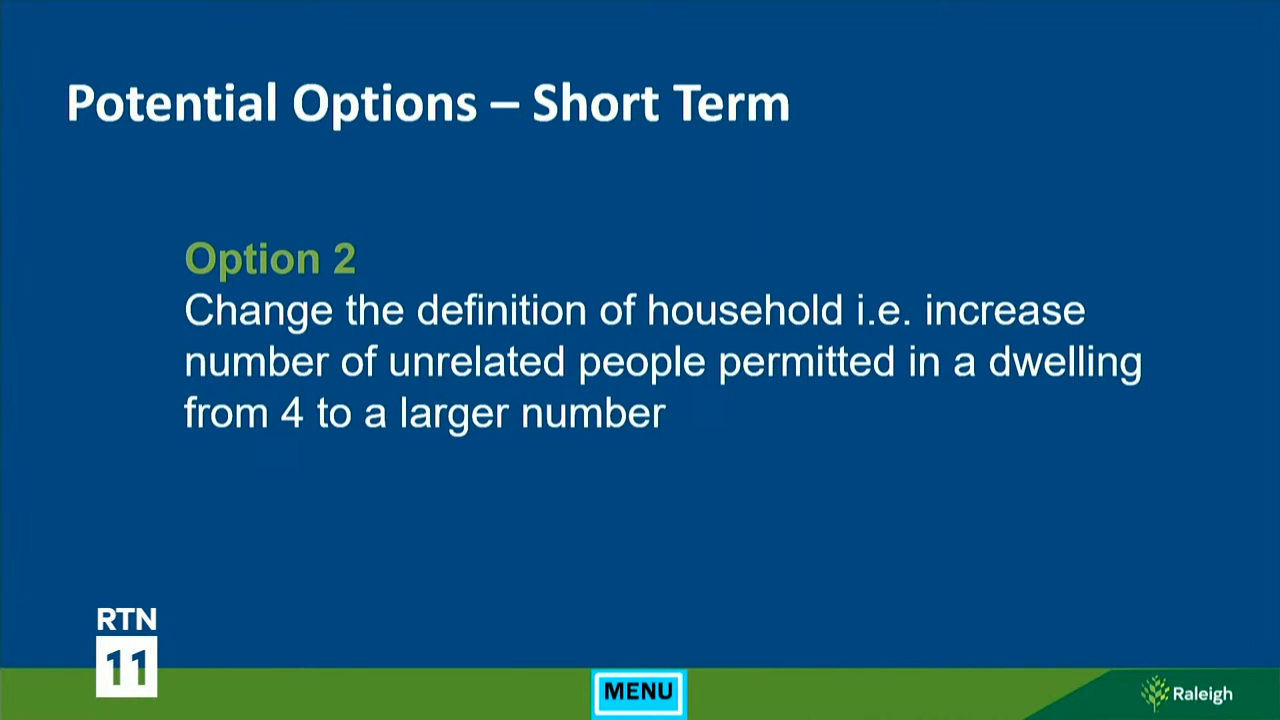 Potential Options – Short Term
Option 2
Change the definition of household i.e. increase
number of unrelated people permitted in a dwelling
from 4 to a larger number
RTN
11
MENU
Raleigh